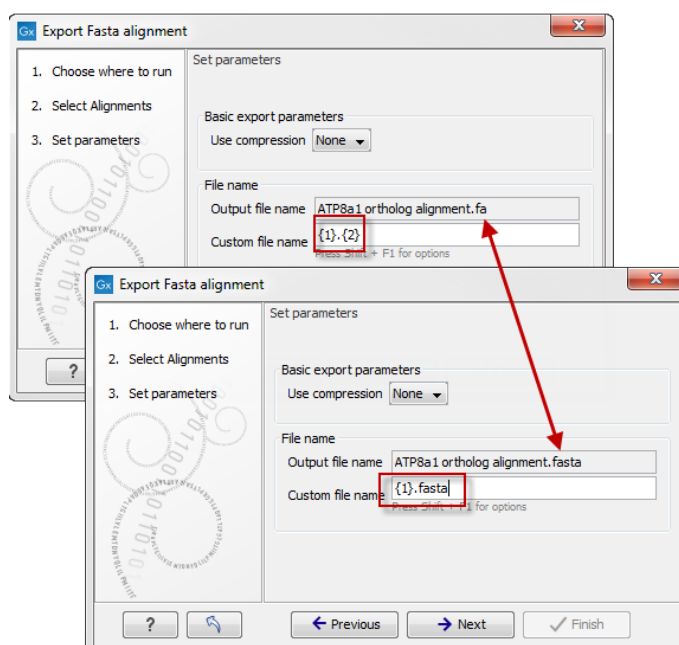 Gx Export Fasta alignment
1. Choose where to run
2. Select Alignments
3. Set parameters
Set parameters
Basic export parameters
Use compression None
File name
Output file name ATP8a1 ortholog alignment.fa
Custom file name {1}.{2}
Press Shift + F1 for options
?
Gx Export Fasta alignment
1. Choose where to run
2. Select Alignments
3. Set parameters
Set parameters
Basic export parameters
Use compression None
File name
Output file name ATP8a1 ortholog alignment.fasta
Custom file name {1}.fasta
Press Shift + F1 for options
? Previous Next Finish